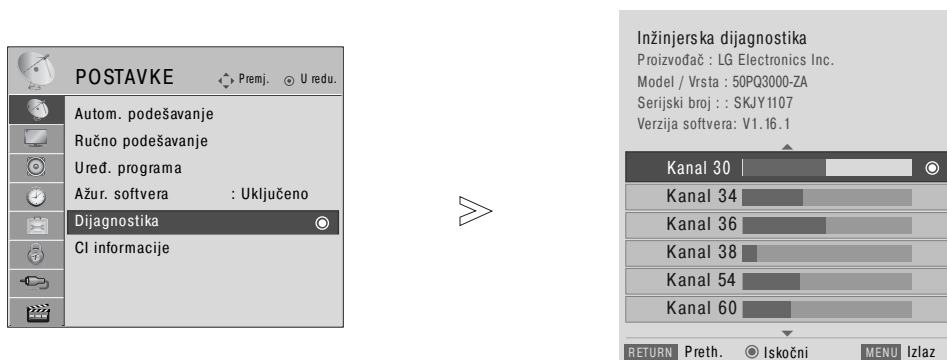 POSTAVKE
Premj.
U redu.
Autom. podešavanje
Ručno podešavanje
Uređ. programa
Ažur. softvera : Uključeno
Dijagnostika
CI informacije
Inžinjerska dijagnostika
Proizvođač : LG Electronics Inc.
Model / Vrsta : 50PQ3000-ZA
Serijski broj : : SKJY1107
Verzija softvera: V1.16.1
Kanal 30
Kanal 34
Kanal 36
Kanal 38
Kanal 54
Kanal 60
RETURN Preth. Iskočni MENU Izlaz